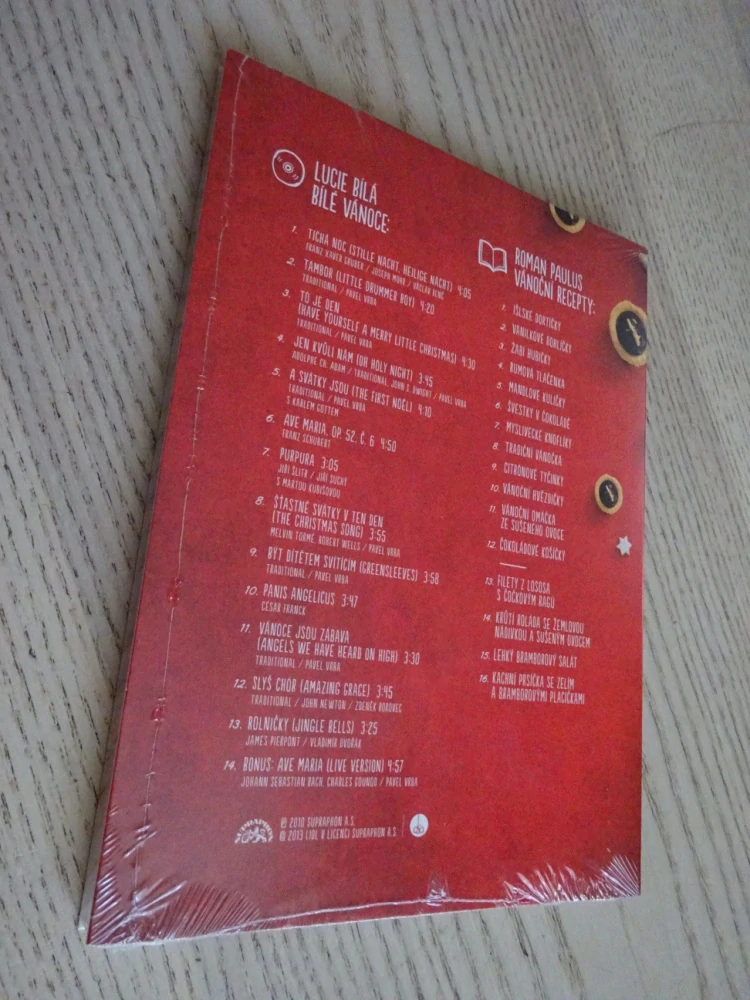 LUCIE BÍLÁ
BÍLÉ VÁNOCE:
1. TICHÁ NOC (STILLE NACHT, HEILIGE NACHT) 4:05
FRANZ XAVER GRUBER / JOSEPH MOHR / VÁCLAV RENČ
2. TAMBOR (LITTLE DRUMMER BOY) 4:20
TRADITIONAL / PAVEL VRBA
3. TO JE DEN
(HAVE YOURSELF A MERRY LITTLE CHRISTMAS) 4:30
TRADITIONAL / PAVEL VRBA
4. JEN KVŮLI NÁM (OH HOLY NIGHT) 3:45
ADOLPHE CH. ADAM / TRADITIONAL, JOHN S. DWIGHT / PAVEL VRBA
5. A SVÁTKY JSOU (THE FIRST NOËL) 4:10
TRADITIONAL / PAVEL VRBA
S KARLEM GOTTEM
6. AVE MARIA, OP. 52, Č. 6 4:50
FRANZ SCHUBERT
7. PURPURA 3:05
JIŘÍ ŠLITR / JIŘÍ SUCHÝ
S MARTOU KUBIŠOVOU
8. ŠŤASTNÉ SVÁTKY V TEN DEN
(THE CHRISTMAS SONG) 3:55
MELVIN TORMÉ, ROBERT WELLS / PAVEL VRBA
9. BÝT DÍTĚTEM SVÍTÍCÍM (GREENSLEEVES) 3:58
TRADITIONAL / PAVEL VRBA
10. PANIS ANGELICUS 3:47
CÉSAR FRANCK
11. VÁNOCE JSOU ZÁBAVA
(ANGELS WE HAVE HEARD ON HIGH) 3:30
TRADITIONAL / PAVEL VRBA
12. SLYŠ CHÓR (AMAZING GRACE) 3:45
TRADITIONAL / JOHN NEWTON / ZDENĚK BOROVEC
13. ROLNIČKY (JINGLE BELLS) 3:25
JAMES PIERPONT / VLADIMÍR DVOŘÁK
14. BONUS: AVE MARIA (LIVE VERSION) 4:57
JOHANN SEBASTIAN BACH, CHARLES GOUNOD / PAVEL VRBA
SUPRAPHON
℗ 2010 SUPRAPHON A.S.
© 2013 LIDL V LICENCI SUPRAPHON A.S.
ROMAN PAULUS
VÁNOČNÍ RECEPTY:
1. IŠLSKÉ DORTÍČKY
2. VANILKOVÉ ROHLÍČKY
3. ŽABÍ HUBIČKY
4. RUMOVÁ TLAČENKA
5. MANDLOVÉ KULIČKY
6. ŠVESTKY V ČOKOLÁDĚ
7. MYSLIVECKÉ KNOFLÍKY
8. TRADIČNÍ VÁNOČKA
9. CITRONOVÉ TYČINKY
10. VÁNOČNÍ HVĚZDIČKY
11. VÁNOČNÍ OMÁČKA
ZE SUŠENÉHO OVOCE
12. ČOKOLÁDOVÉ KOŠÍČKY
13. FILETY Z LOSOSA
S ČOČKOVÝM RAGÚ
14. KRŮTÍ ROLÁDA SE ŽEMLOVOU
NÁDIVKOU A SUŠENÝM OVOCEM
15. LEHKÝ BRAMBOROVÝ SALÁT
16. KACHNÍ PRSÍČKA SE ZELÍM
A BRAMBOROVÝMI PLACIČKAMI